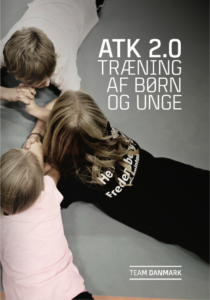 ATK 2.0
TRÆNING
AF BØRN
OG UNGE
TEAM DANMARK